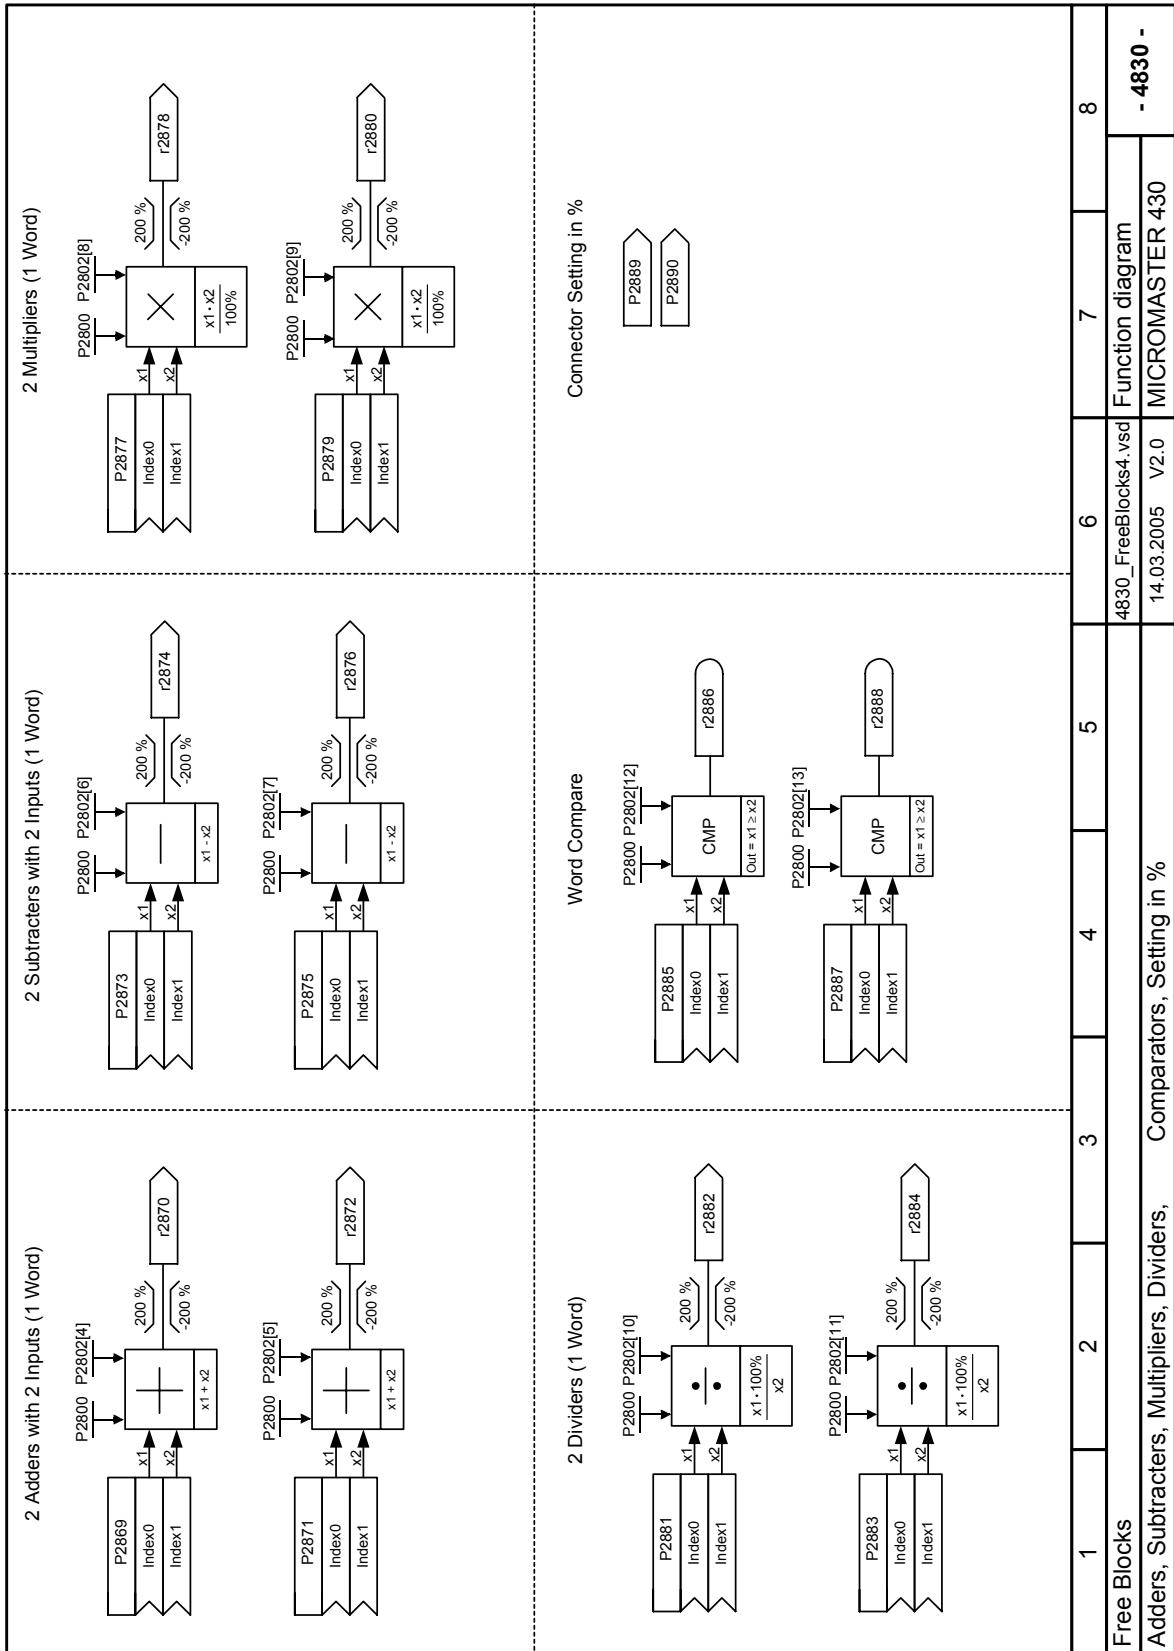 2 Adders with 2 Inputs (1 Word)
P2800 P2802[4]
P2869
Index0
Index1
x1
x2
x1 + x2
200 %
-200 %
r2870
P2800 P2802[5]
P2871
Index0
Index1
x1
x2
x1 + x2
200 %
-200 %
r2872
2 Subtracters with 2 Inputs (1 Word)
P2800 P2802[6]
P2873
Index0
Index1
x1
x2
x1 - x2
200 %
-200 %
r2874
P2800 P2802[7]
P2875
Index0
Index1
x1
x2
x1 - x2
200 %
-200 %
r2876
2 Multipliers (1 Word)
P2800 P2802[8]
P2877
Index0
Index1
x1
x2
x1·x2
100%
200 %
-200 %
r2878
P2800 P2802[9]
P2879
Index0
Index1
x1
x2
x1·x2
100%
200 %
-200 %
r2880
2 Dividers (1 Word)
P2800 P2802[10]
P2881
Index0
Index1
x1
x2
x1·100%
x2
200 %
-200 %
r2882
P2800 P2802[11]
P2883
Index0
Index1
x1
x2
x1·100%
x2
200 %
-200 %
r2884
Word Compare
P2800 P2802[12]
P2885
Index0
Index1
x1
x2
CMP
Out = x1 ≥ x2
r2886
P2800 P2802[13]
P2887
Index0
Index1
x1
x2
CMP
Out = x1 ≥ x2
r2888
Connector Setting in %
P2889
P2890
1 2 3 4 5 6 7 8
Free Blocks 4830_FreeBlocks4.vsd Function diagram - 4830 -
Adders, Subtracters, Multipliers, Dividers, Comparators, Setting in % 14.03.2005 V2.0 MICROMASTER 430